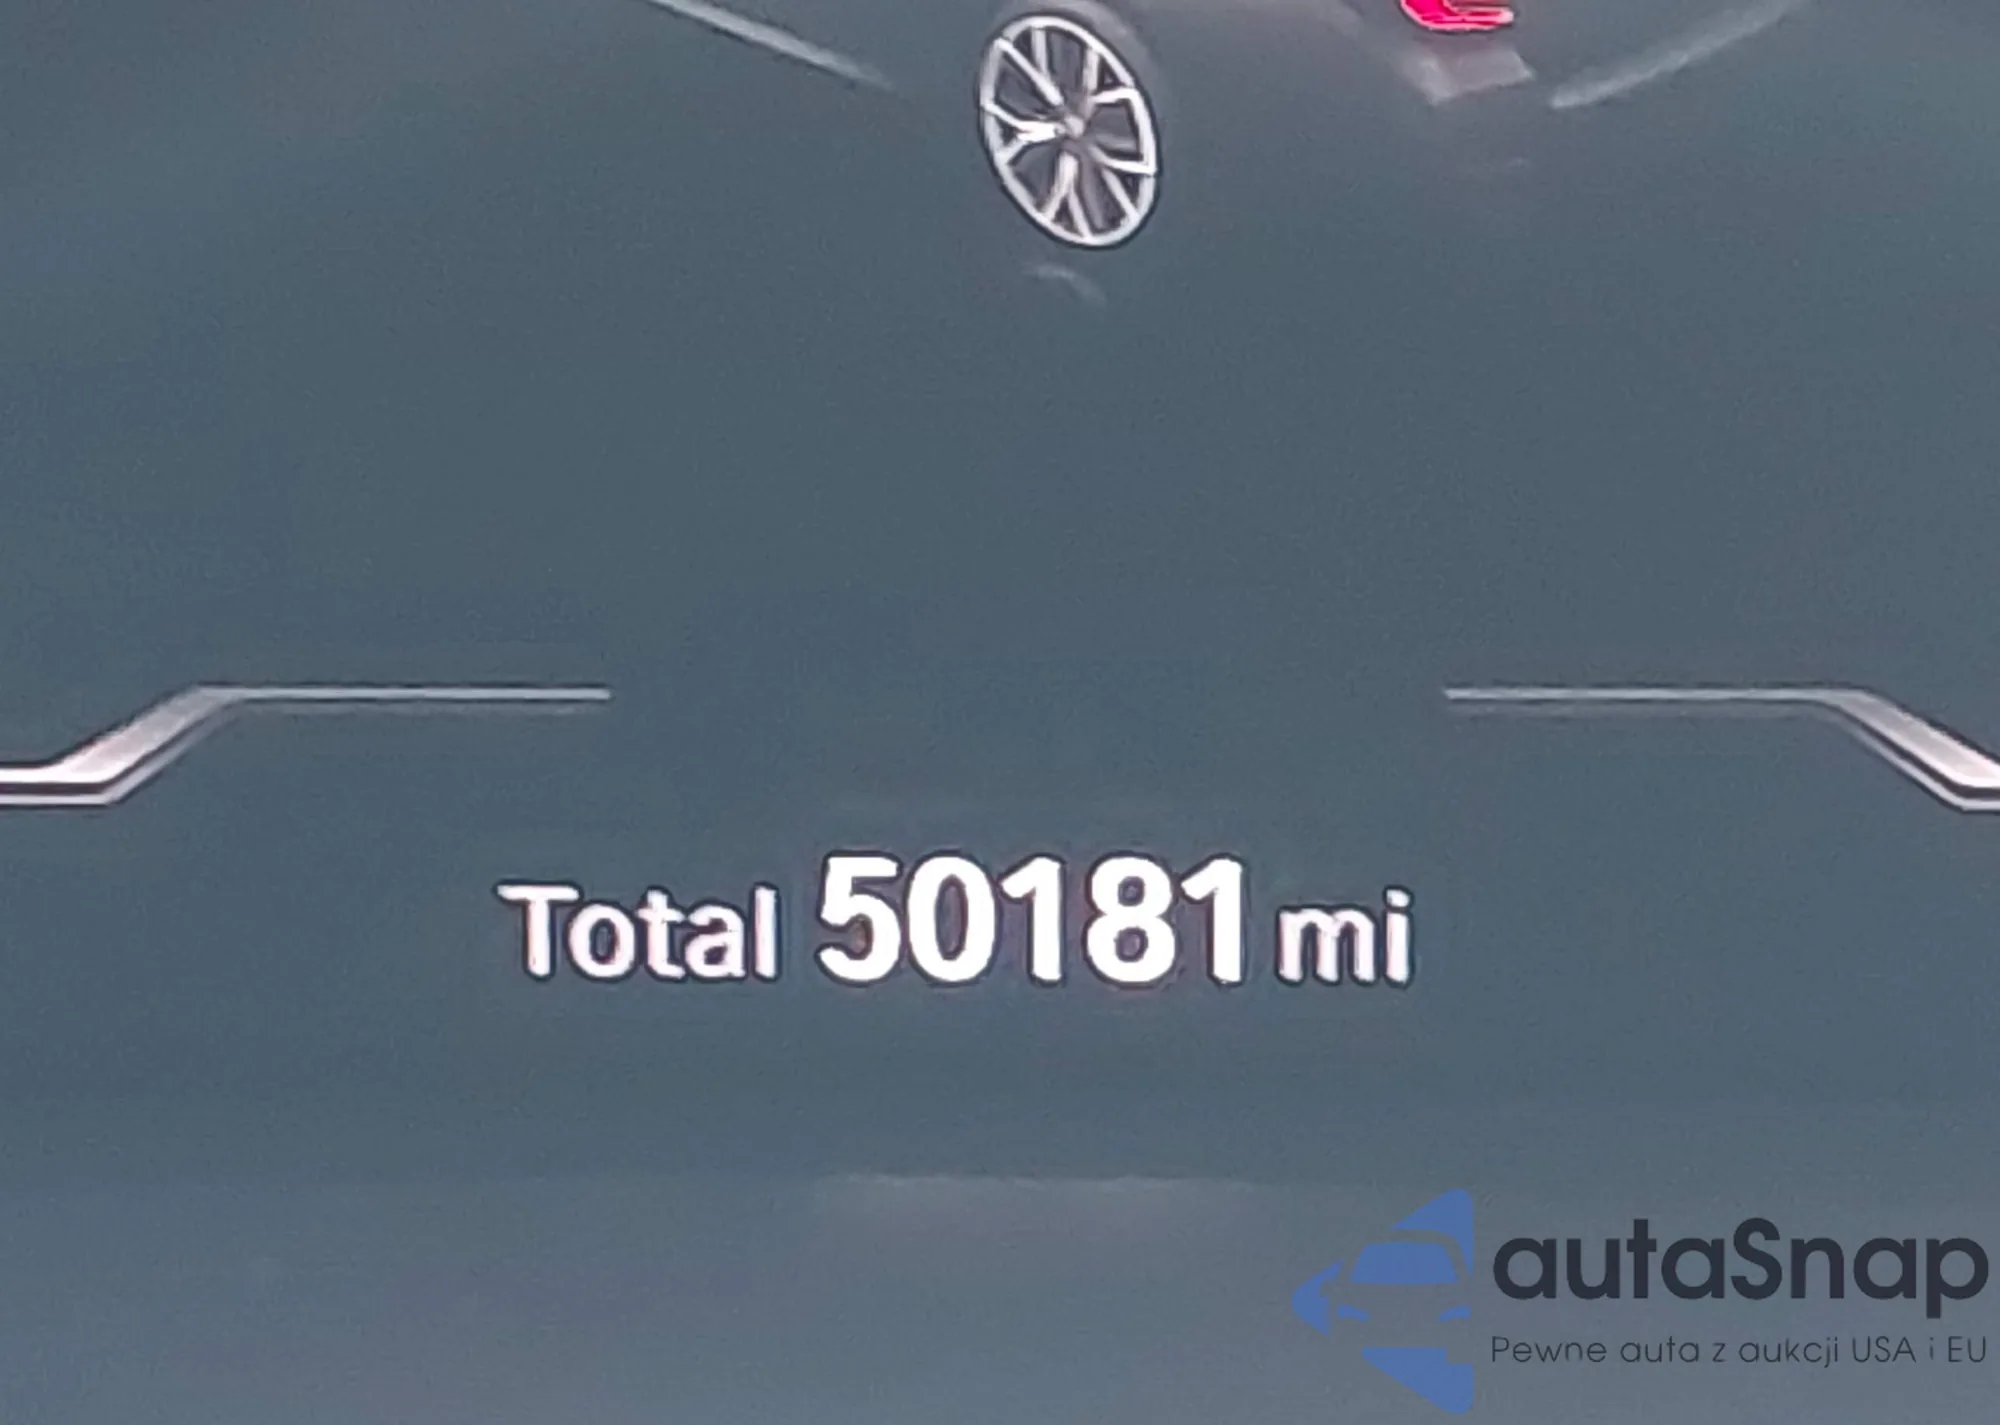 Total 50181 mi
autaSnap
Pewne auta z aukcji USA i EU